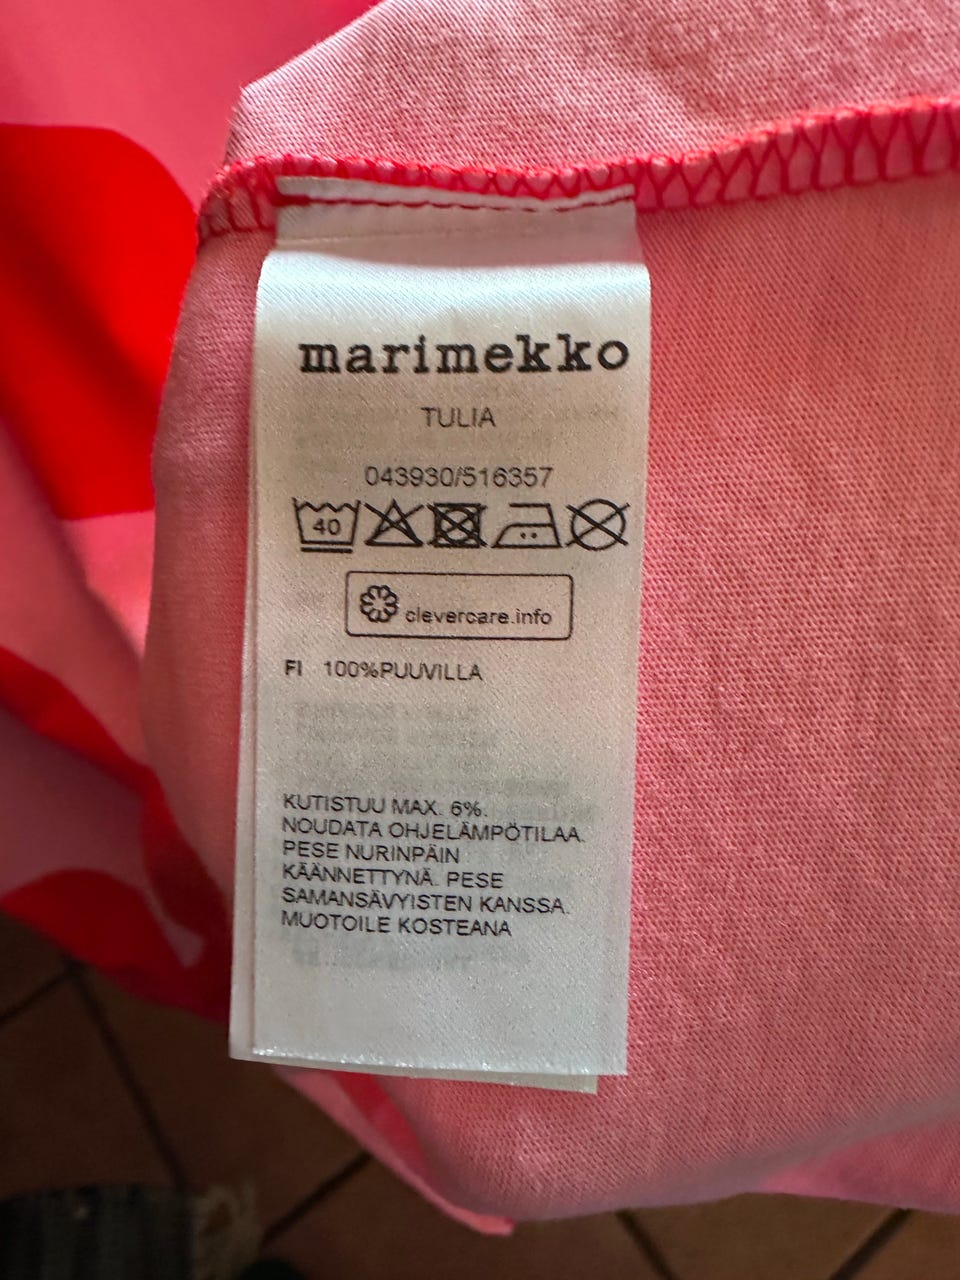 marimekko
TULIA
043930/516357
40
clevercare.info
FI 100%PUUVILLA
KUTISTUU MAX. 6%.
NOUDATA OHJELÄMPÖTILAA.
PESE NURINPÄIN
KÄÄNNETTYNÄ. PESE
SAMANSÄVYISTEN KANSSA.
MUOTOILE KOSTEANA